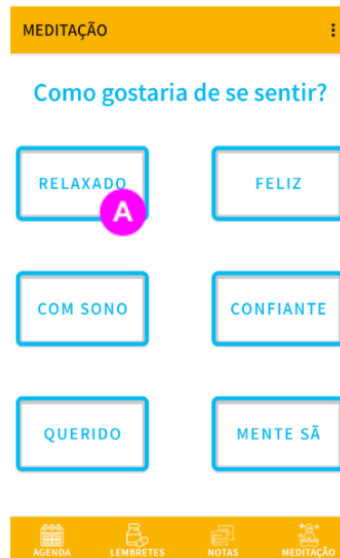 MEDITAÇÃO
Como gostaria de se sentir?
RELAXADO FELIZ
A
COM SONO CONFIANTE
QUERIDO MENTE SÃ
AGENDA LEMBRETES NOTAS MEDITAÇÃO